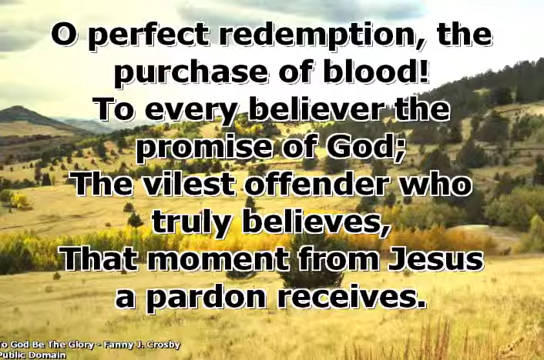 O perfect redemption, the
purchase of blood!
To every believer the
promise of God;
The vilest offender who
truly believes,
That moment from Jesus
a pardon receives.
To God Be The Glory - Fanny J. Crosby
Public Domain